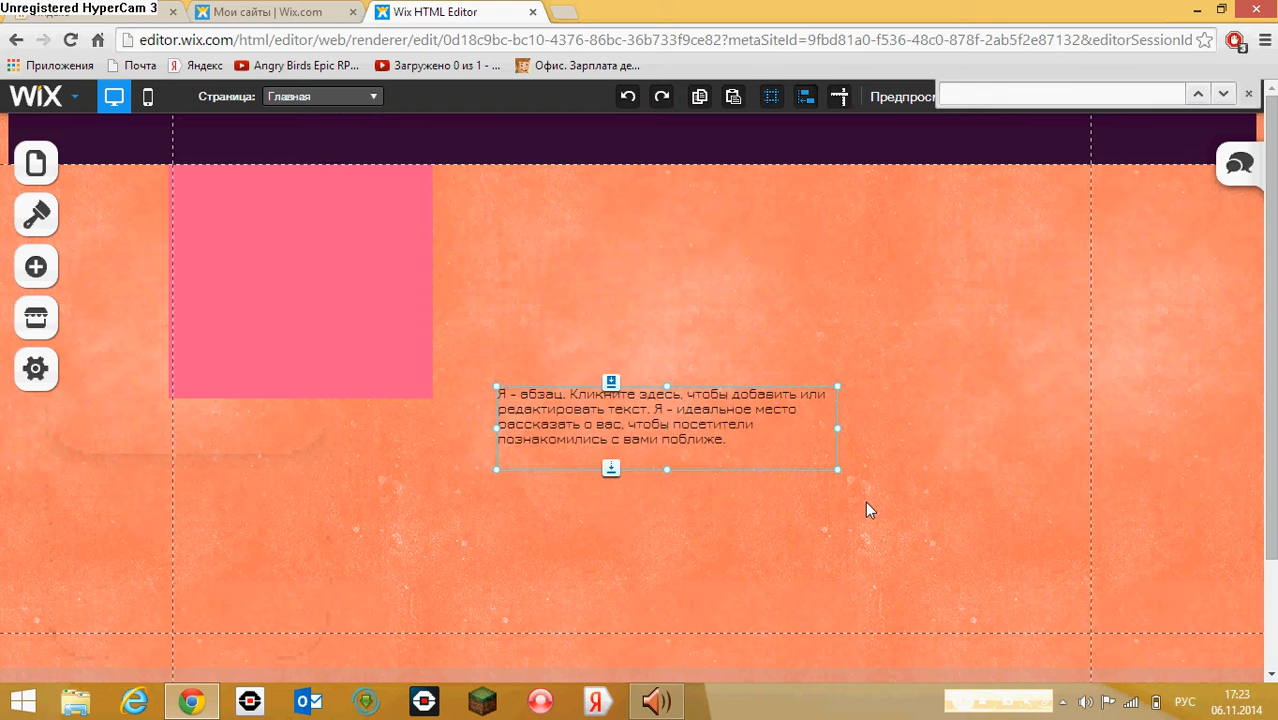 Unregistered HyperCam 3
Мои сайты | Wix.com
Wix HTML Editor
editor.wix.com/html/editor/web/renderer/edit/0d18c9bc-bc10-4376-86bc-36b733f9ce82?metaSiteId=9fbd81a0-f536-48c0-878f-2ab5f2e87132&editorSessionId
3
Приложения
Почта
Яндекс
Angry Birds Epic RP...
Загружено 0 из 1 - ...
Офис. Зарплата де...
WiX
Страница:
Главная
Предпрос
Я - абзац. Кликните здесь, чтобы добавить или
редактировать текст. Я - идеальное место
рассказать о вас, чтобы посетители
познакомились с вами поближе.
РУС
17:23
06.11.2014